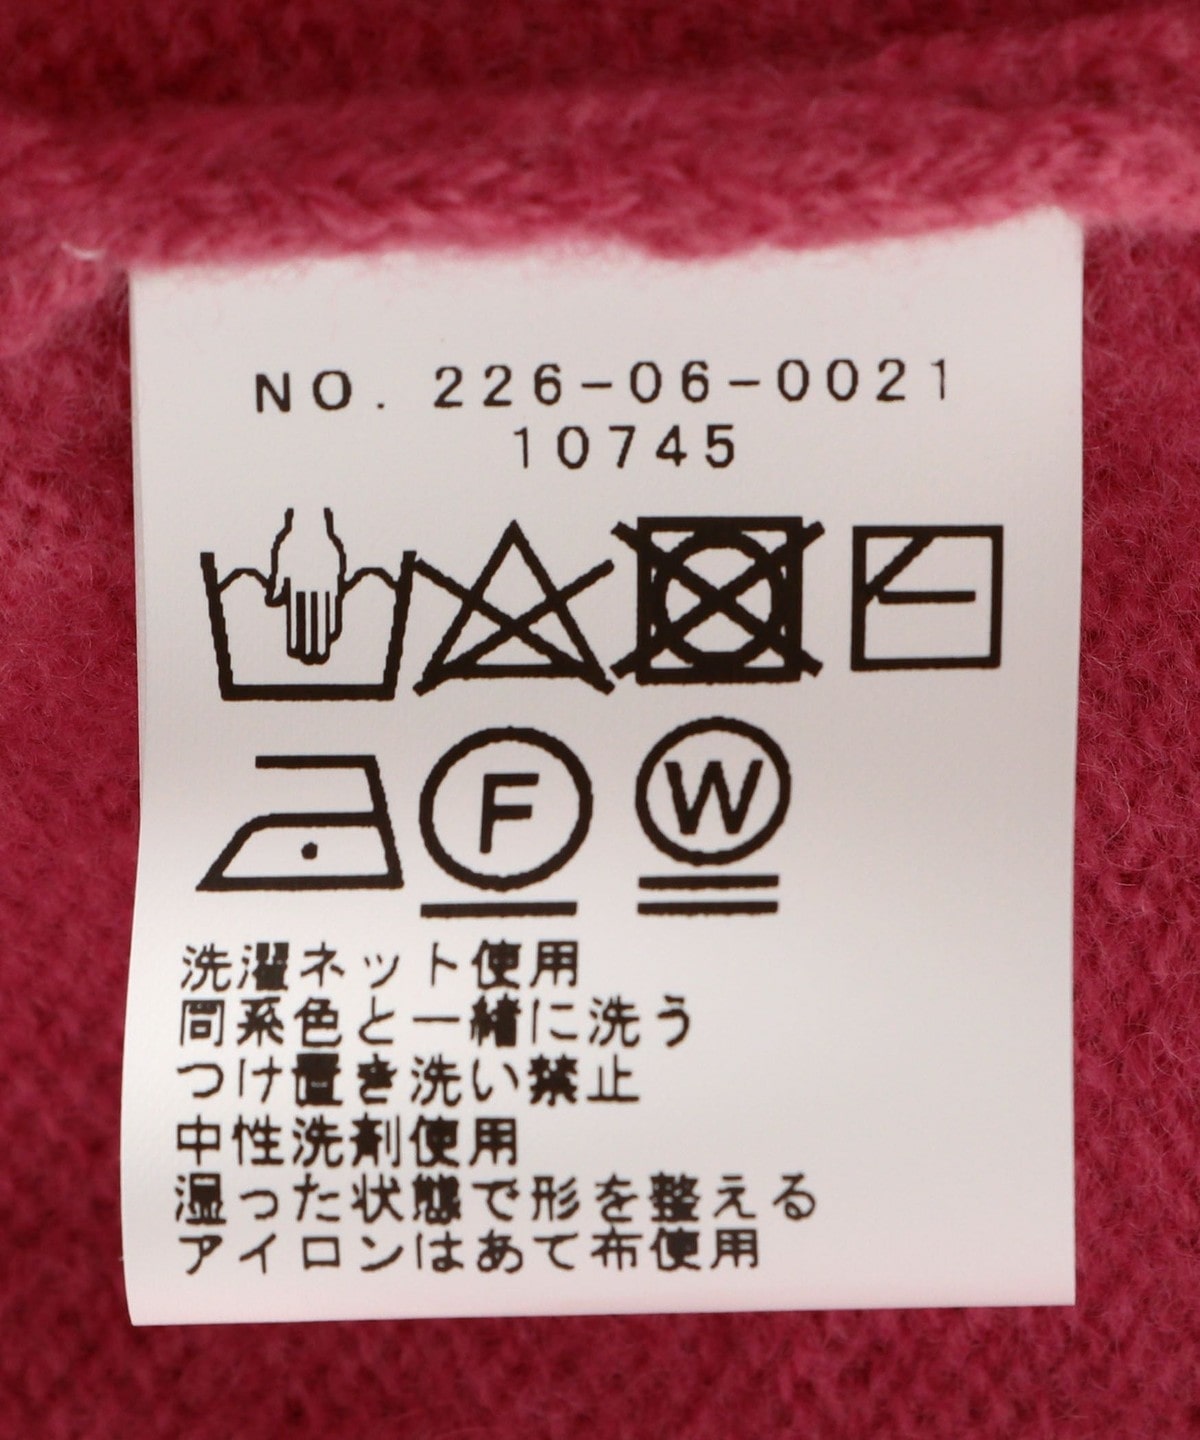 NO. 226-06-0021
10745
F W
洗濯ネット使用
同系色と一緒に洗う
つけ置き洗い禁止
中性洗剤使用
湿った状態で形を整える
アイロンはあて布使用